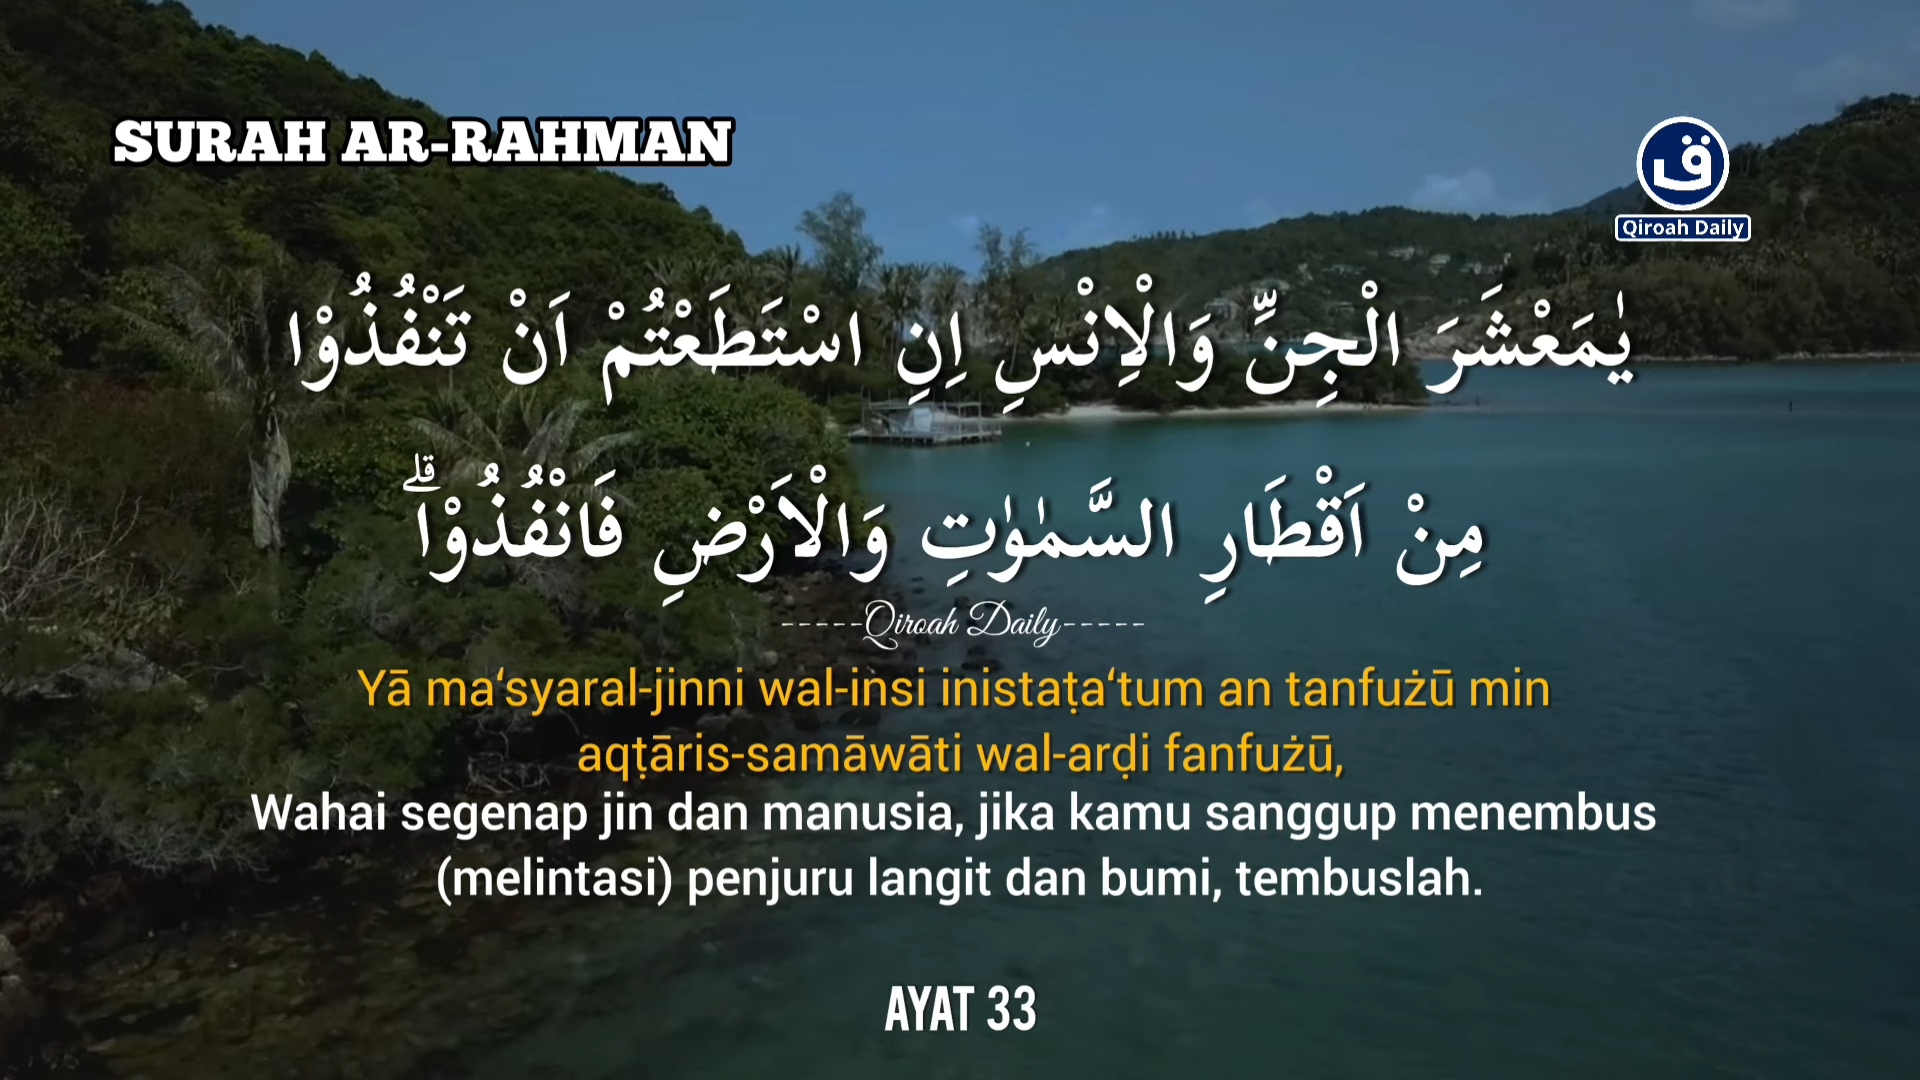 SURAH AR-RAHMAN
ق
Qiroah Daily
يٰمَعْشَرَ الْجِنِّ وَالْاِنْسِ اِنِ اسْتَطَعْتُمْ اَنْ تَنْفُذُوْا
مِنْ اَقْطَارِ السَّمٰوٰتِ وَالْاَرْضِ فَانْفُذُوْاۗ
-----Qiroah Daily-----
Yā ma‘syaral-jinni wal-insi inistaṭa‘tum an tanfużū min
aqṭāris-samāwāti wal-arḍi fanfużū,
Wahai segenap jin dan manusia, jika kamu sanggup menembus
(melintasi) penjuru langit dan bumi, tembuslah.
AYAT 33